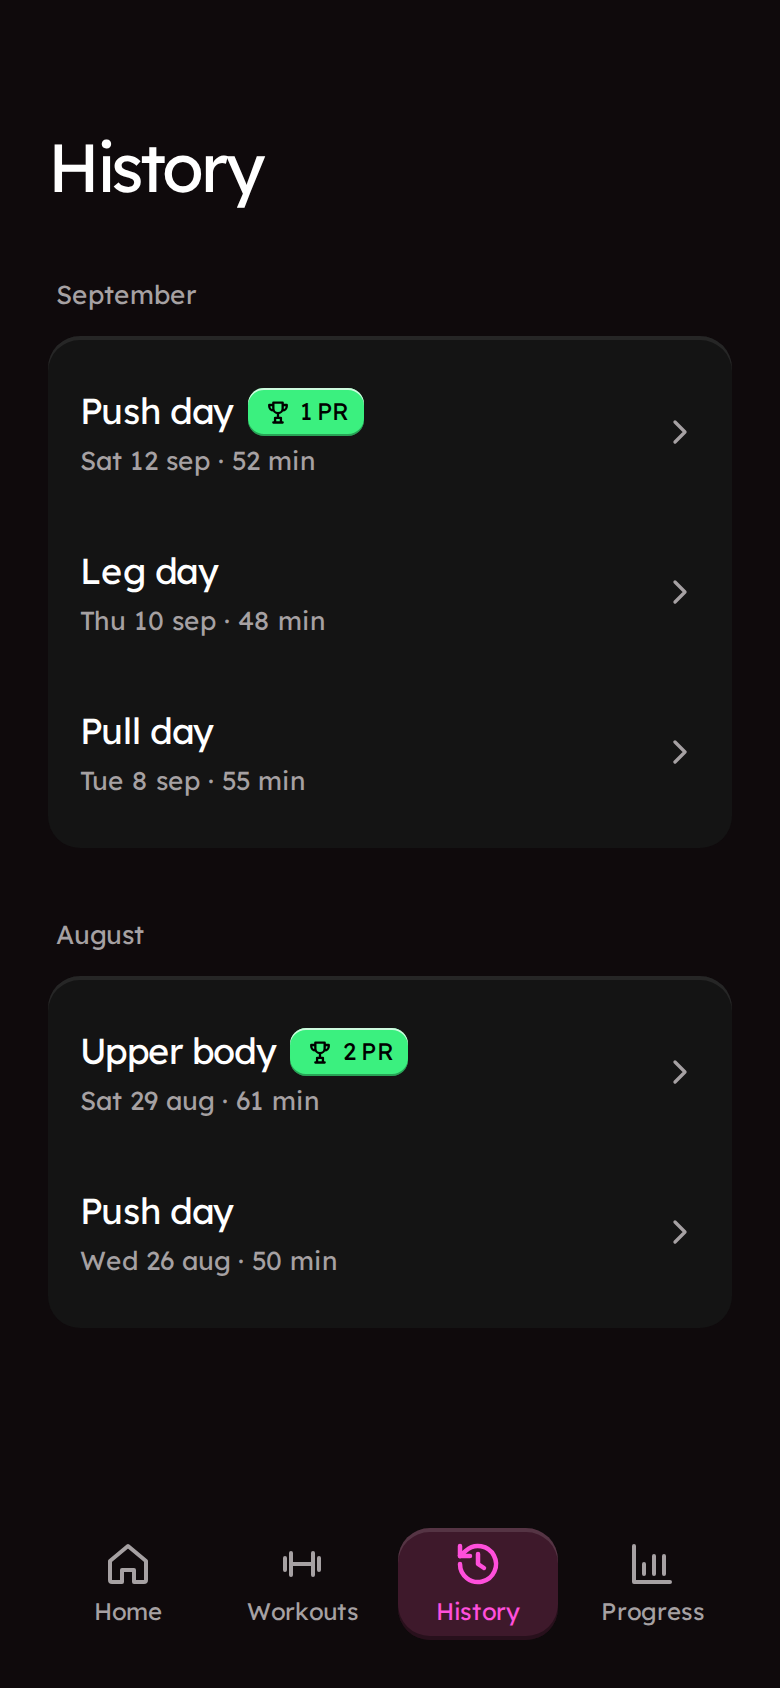 History
September
Push day 1 PR
Sat 12 sep · 52 min
Leg day
Thu 10 sep · 48 min
Pull day
Tue 8 sep · 55 min
August
Upper body 2 PR
Sat 29 aug · 61 min
Push day
Wed 26 aug · 50 min
Home Workouts History Progress